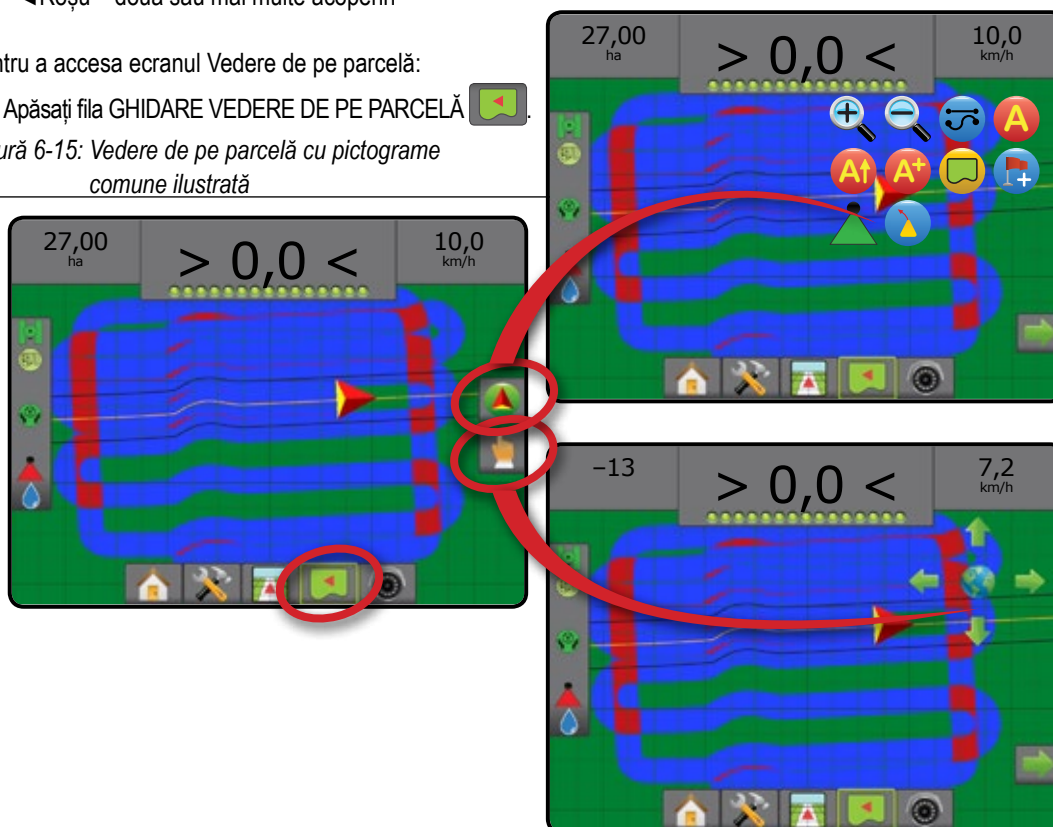 ◄Roșu – două sau mai multe acoperiri
ntru a accesa ecranul Vedere de pe parcelă:
Apăsați fila GHIDARE VEDERE DE PE PARCELĂ .
ură 6-15: Vedere de pe parcelă cu pictograme
comune ilustrată
27,00
ha
> 0,0 <
10,0
km/h
A
A
A+
27,00
ha
> 0,0 <
10,0
km/h
–13
> 0,0 <
7,2
km/h